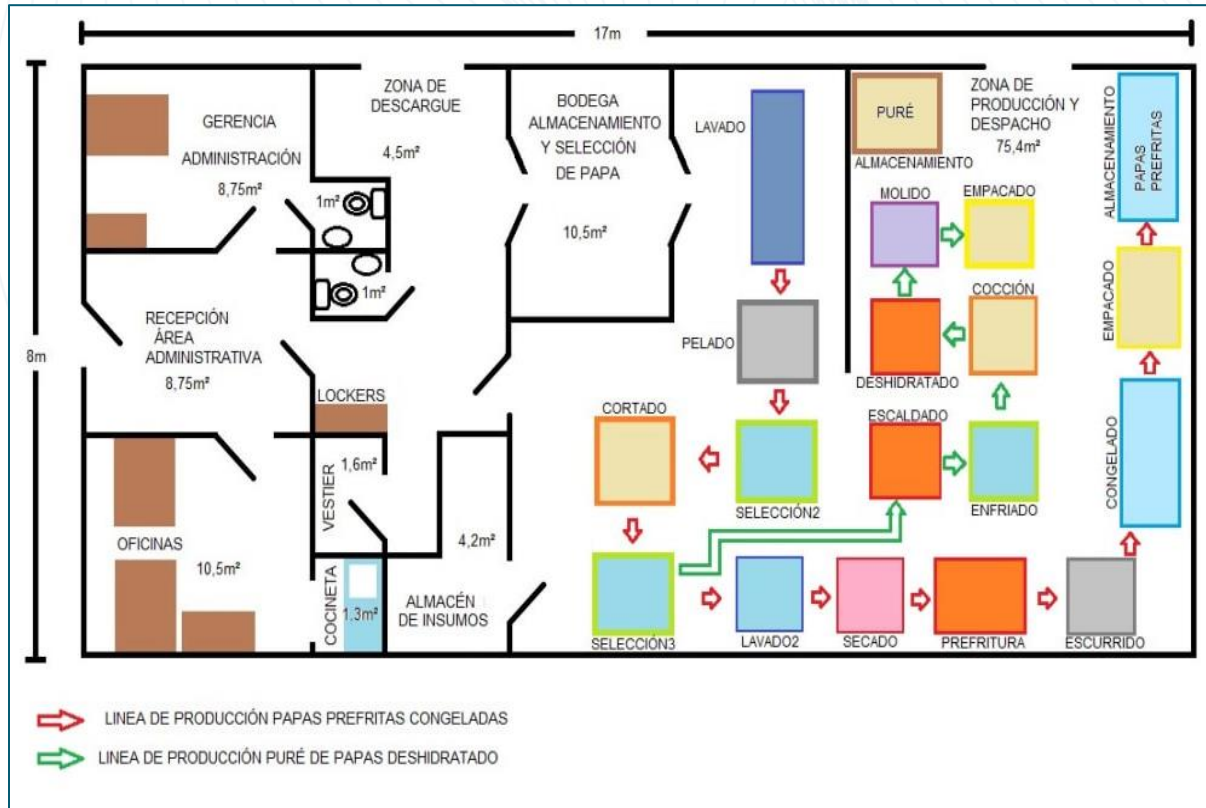 17m
8m
GERENCIA
ADMINISTRACIÓN
8,75m²
1m²
1m²
ZONA DE
DESCARGUE
4,5m²
BODEGA
ALMACENAMIENTO
Y SELECCIÓN
DE PAPA
10,5m²
LAVADO
PURÉ
ALMACENAMIENTO
ZONA DE
PRODUCCIÓN Y
DESPACHO
75,4m²
ALMACENAMIENTO
PAPAS
PREFRITAS
MOLIDO
EMPACADO
RECEPCIÓN
ÁREA
ADMINISTRATIVA
8,75m²
LOCKERS
PELADO
DESHIDRATADO
COCCIÓN
EMPACADO
CORTADO
SELECCIÓN2
ESCALDADO
ENFRIADO
CONGELADO
OFICINAS
10,5m²
VESTIER
1,6m²
COCINETA
1,3m²
4,2m²
ALMACÉN
DE INSUMOS
SELECCIÓN3
LAVADO2
SECADO
PREFRITURA
ESCURRIDO
LINEA DE PRODUCCIÓN PAPAS PREFRITAS CONGELADAS
LINEA DE PRODUCCIÓN PURÉ DE PAPAS DESHIDRATADO